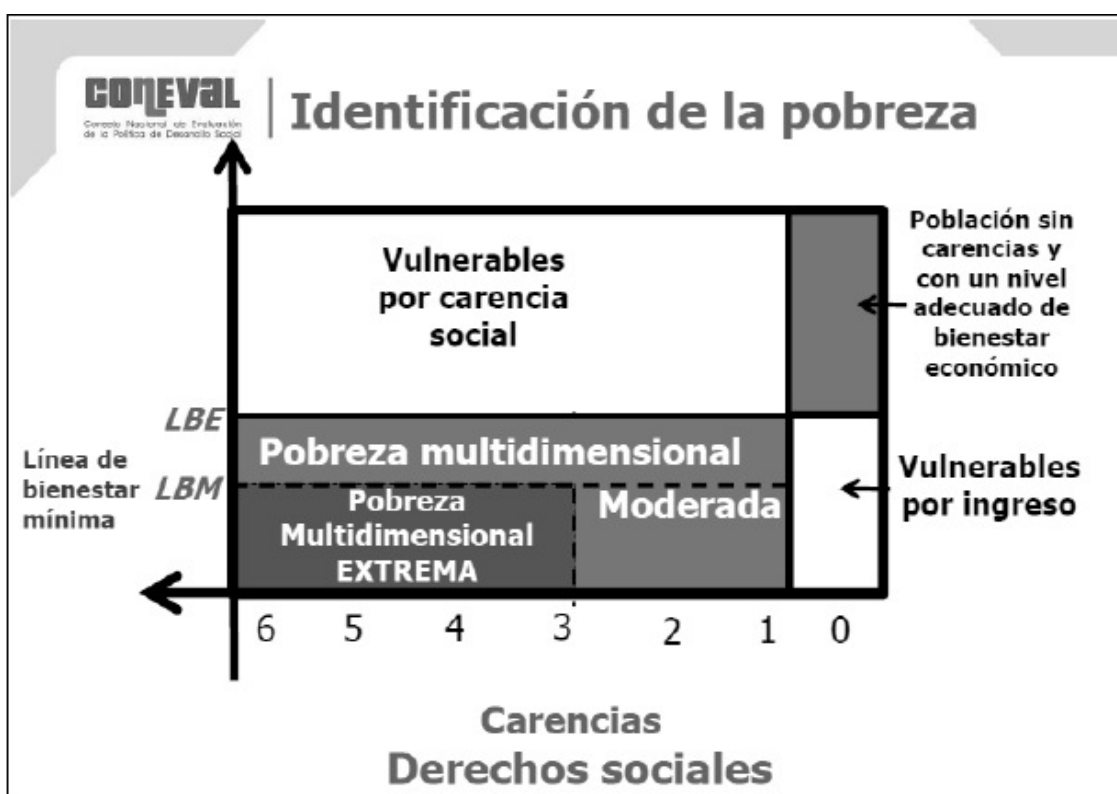 CONEVAL
Consejo Nacional de Evaluación
de la Política de Desarrollo Social
Identificación de la pobreza
Vulnerables
por carencia
social
Población sin
carencias y
con un nivel
adecuado de
bienestar
económico
LBE
Pobreza multidimensional
Línea de
bienestar
mínima
LBM
Pobreza
Multidimensional
EXTREMA
Moderada
Vulnerables
por ingreso
6 5 4 3 2 1 0
Carencias
Derechos sociales